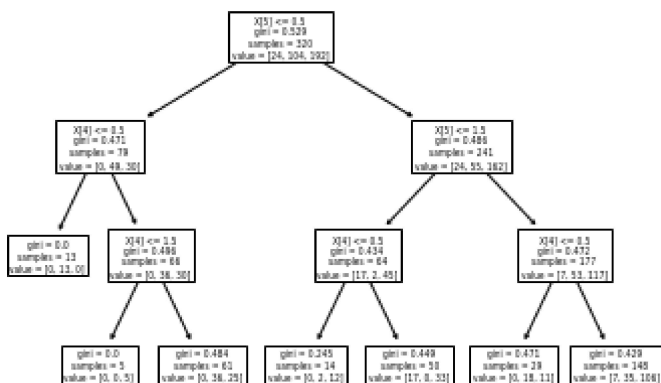 X[5] <= 0.5
gini = 0.529
samples = 320
value = [24, 104, 192]
X[4] <= 0.5
gini = 0.471
samples = 79
value = [0, 49, 30]
X[5] <= 1.5
gini = 0.486
samples = 241
value = [24, 55, 162]
gini = 0.0
samples = 13
value = [0, 13, 0]
X[4] <= 1.5
gini = 0.496
samples = 66
value = [0, 36, 30]
X[4] <= 0.5
gini = 0.434
samples = 64
value = [17, 2, 45]
X[4] <= 0.5
gini = 0.472
samples = 177
value = [7, 53, 117]
gini = 0.0
samples = 5
value = [0, 0, 5]
gini = 0.484
samples = 61
value = [0, 36, 25]
gini = 0.245
samples = 14
value = [0, 2, 12]
gini = 0.449
samples = 50
value = [17, 0, 33]
gini = 0.471
samples = 29
value = [0, 18, 11]
gini = 0.429
samples = 148
value = [7, 35, 106]